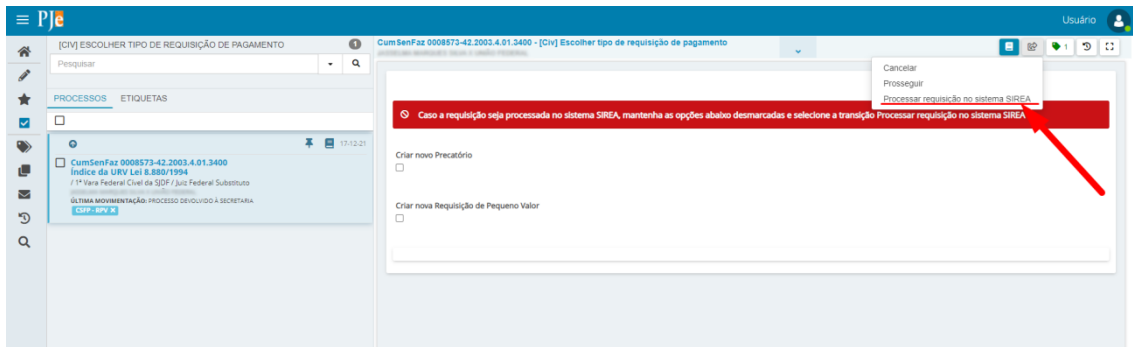 PJe
Usuário
[CIV] ESCOLHER TIPO DE REQUISIÇÃO DE PAGAMENTO
1
Pesquisar
PROCESSOS ETIQUETAS
17-12-21
CumSenFaz 0008573-42.2003.4.01.3400
Índice da URV Lei 8.880/1994
/ 1ª Vara Federal Cível da SJDF / Juiz Federal Substituto
ÚLTIMA MOVIMENTAÇÃO: PROCESSO DEVOLVIDO À SECRETARIA
CSFP - RPV X
CumSenFaz 0008573-42.2003.4.01.3400 - [Civ] Escolher tipo de requisição de pagamento
1
Cancelar
Prosseguir
Processar requisição no sistema SIREA
Caso a requisição seja processada no sistema SIREA, mantenha as opções abaixo desmarcadas e selecione a transição Processar requisição no sistema SIREA
Criar novo Precatório
Criar nova Requisição de Pequeno Valor